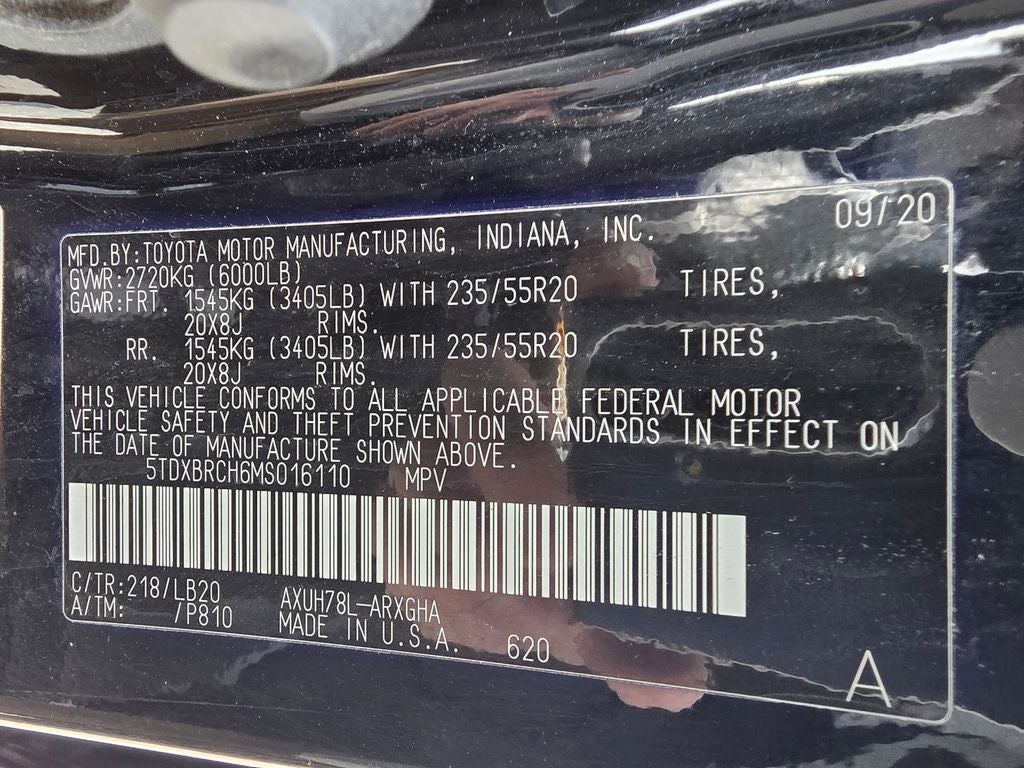 09/20
MFD.BY:TOYOTA MOTOR MANUFACTURING, INDIANA, INC.
GVWR:2720KG (6000LB)
GAWR:FRT. 1545KG (3405LB) WITH 235/55R20 TIRES,
20X8J RIMS.
RR. 1545KG (3405LB) WITH 235/55R20 TIRES,
20X8J RIMS.
THIS VEHICLE CONFORMS TO ALL APPLICABLE FEDERAL MOTOR
VEHICLE SAFETY AND THEFT PREVENTION STANDARDS IN EFFECT ON
THE DATE OF MANUFACTURE SHOWN ABOVE.
5TDXBRCH6MS016110 MPV
C/TR:218/LB20 AXUH78L-ARXGHA
A/TM: /P810 MADE IN U.S.A. 620
A